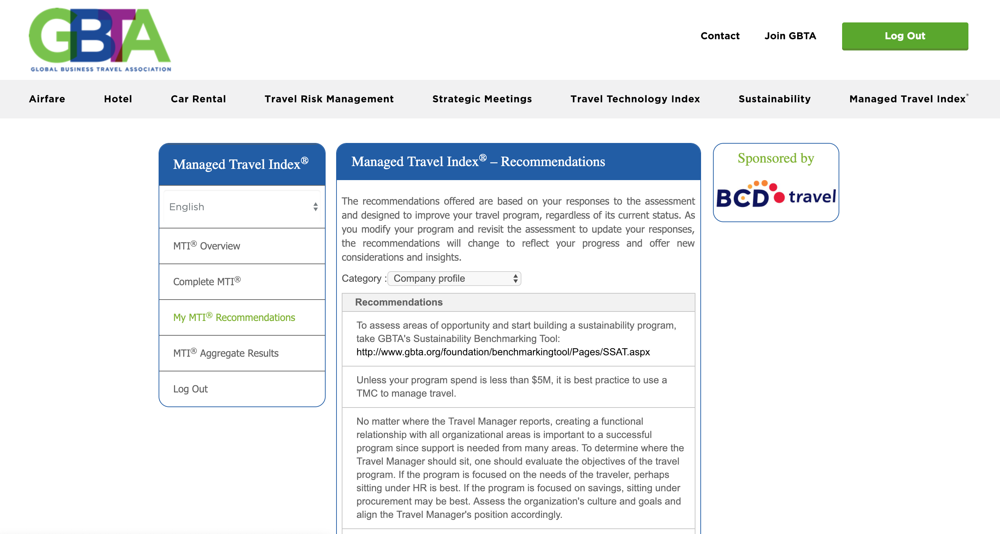 GBTA
GLOBAL BUSINESS TRAVEL ASSOCIATION
Contact
Join GBTA
Log Out
Airfare
Hotel
Car Rental
Travel Risk Management
Strategic Meetings
Travel Technology Index
Sustainability
Managed Travel Index®
Managed Travel Index®
English
MTI® Overview
Complete MTI®
My MTI® Recommendations
MTI® Aggregate Results
Log Out
Managed Travel Index® – Recommendations
The recommendations offered are based on your responses to the assessment
and designed to improve your travel program, regardless of its current status. As
you modify your program and revisit the assessment to update your responses,
the recommendations will change to reflect your progress and offer new
considerations and insights.
Category : Company profile
Recommendations
To assess areas of opportunity and start building a sustainability program,
take GBTA's Sustainability Benchmarking Tool:
http://www.gbta.org/foundation/benchmarkingtool/Pages/SSAT.aspx
Unless your program spend is less than $5M, it is best practice to use a
TMC to manage travel.
No matter where the Travel Manager reports, creating a functional
relationship with all organizational areas is important to a successful
program since support is needed from many areas. To determine where the
Travel Manager should sit, one should evaluate the objectives of the travel
program. If the program is focused on the needs of the traveler, perhaps
sitting under HR is best. If the program is focused on savings, sitting under
procurement may be best. Assess the organization's culture and goals and
align the Travel Manager's position accordingly.
Sponsored by
BCD travel